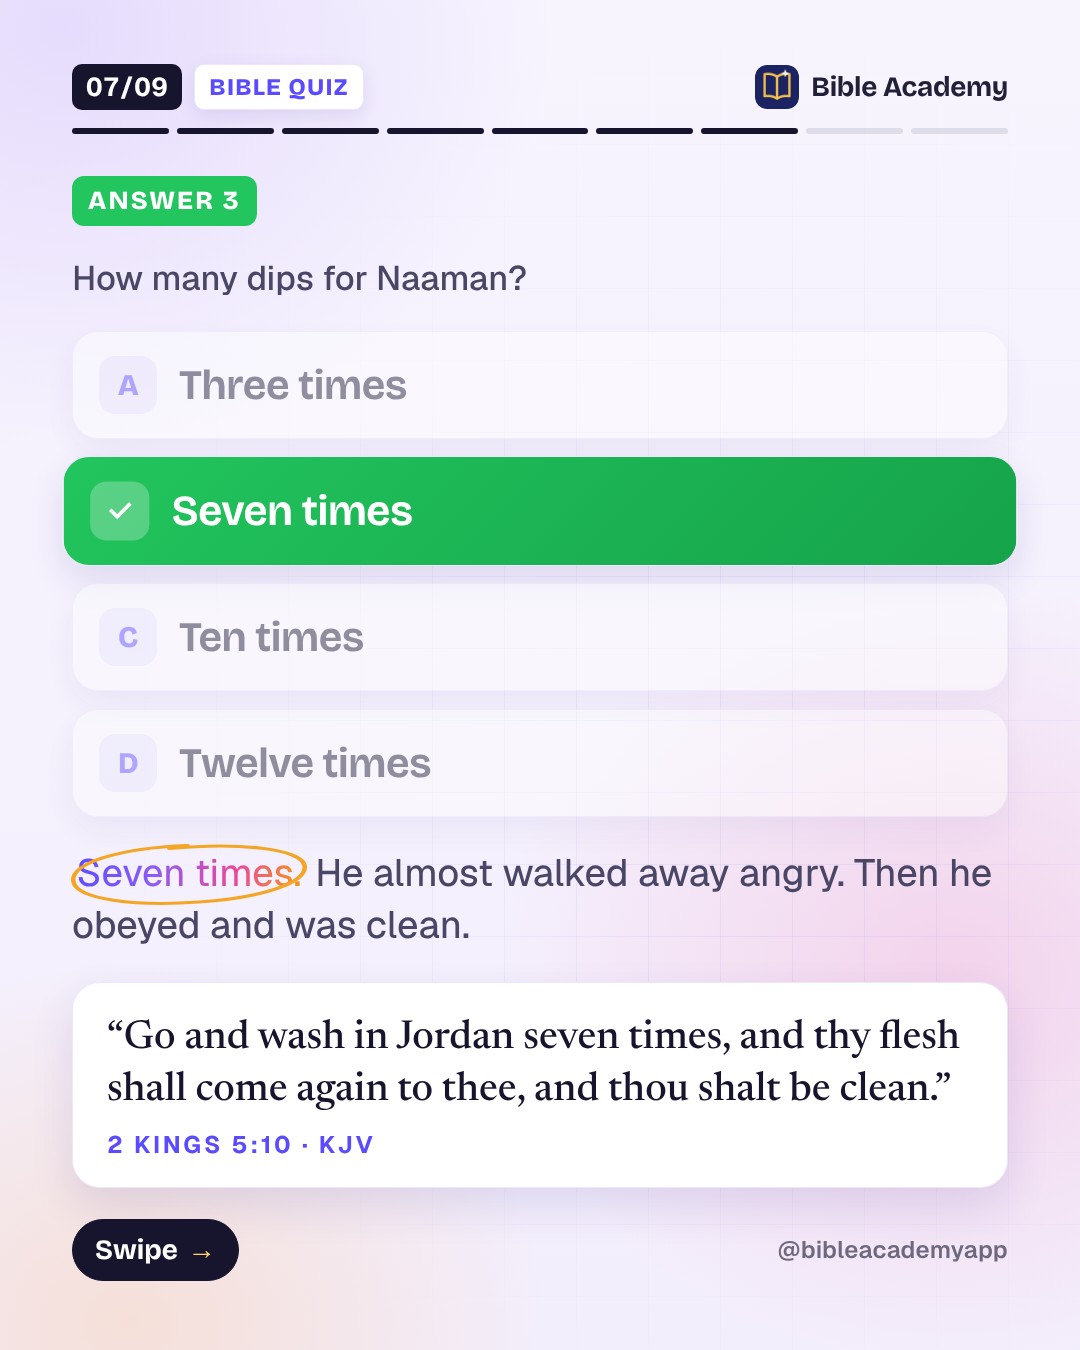 07/09 BIBLE QUIZ Bible Academy
ANSWER 3
How many dips for Naaman?
A Three times
Seven times
C Ten times
D Twelve times
Seven times. He almost walked away angry. Then he
obeyed and was clean.
“Go and wash in Jordan seven times, and thy flesh
shall come again to thee, and thou shalt be clean.”
2 KINGS 5:10 · KJV
Swipe →
@bibleacademyapp